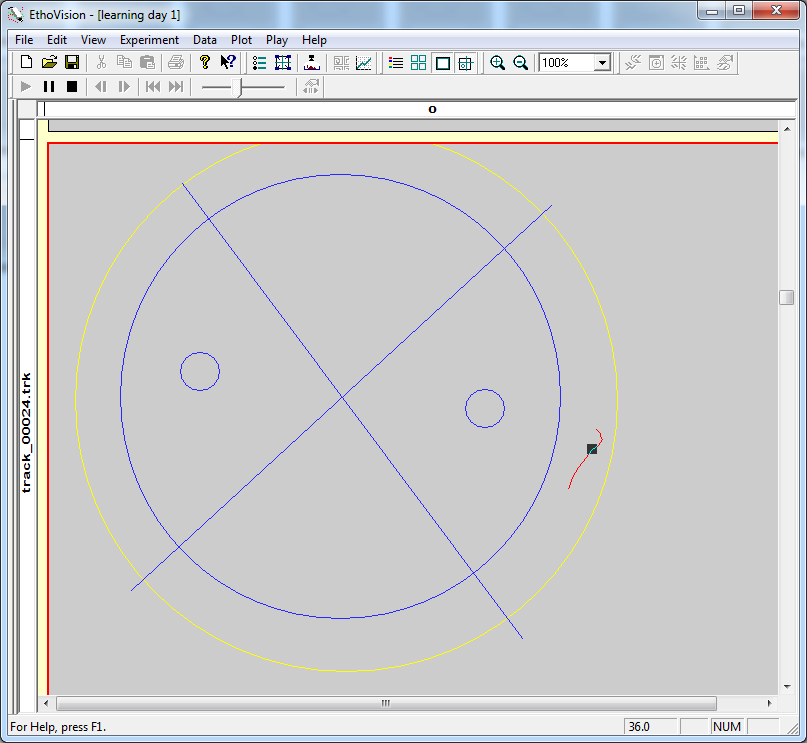 EthoVision - [learning day 1]
File Edit View Experiment Data Plot Play Help
100%
o
track_00024.trk
For Help, press F1.
36.0
NUM